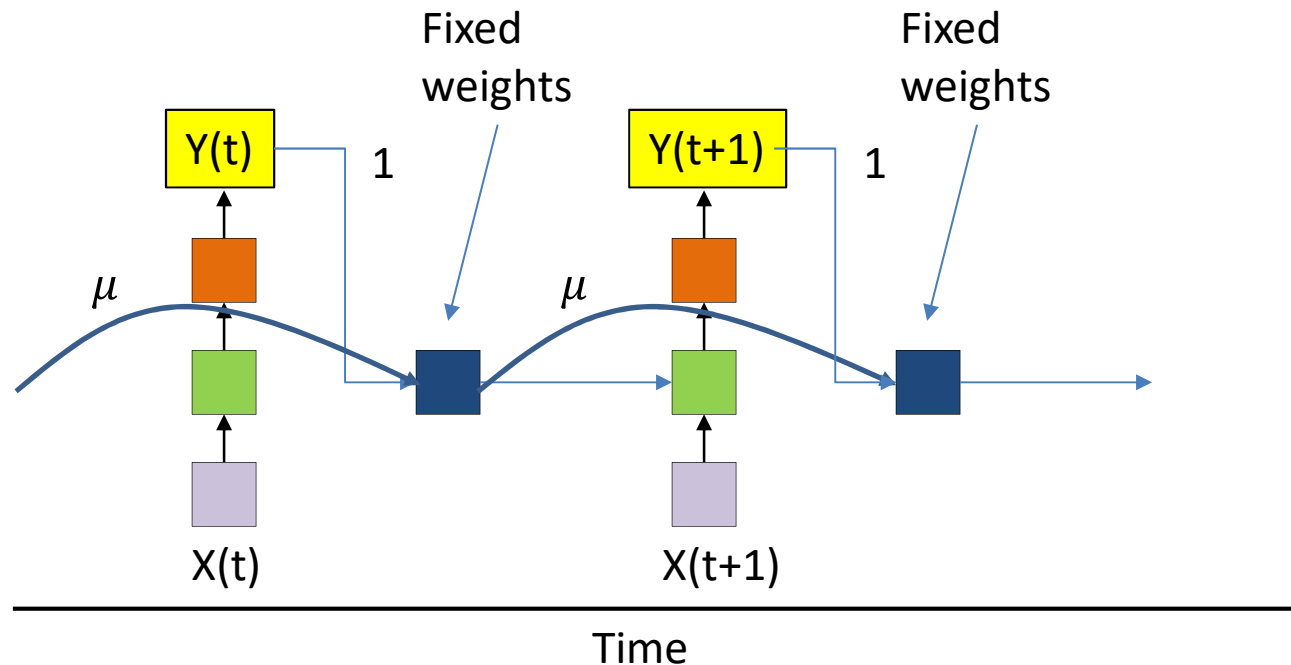 Fixed
weights
Fixed
weights
Y(t)
1
Y(t+1)
1
μ
μ
X(t)
X(t+1)
Time